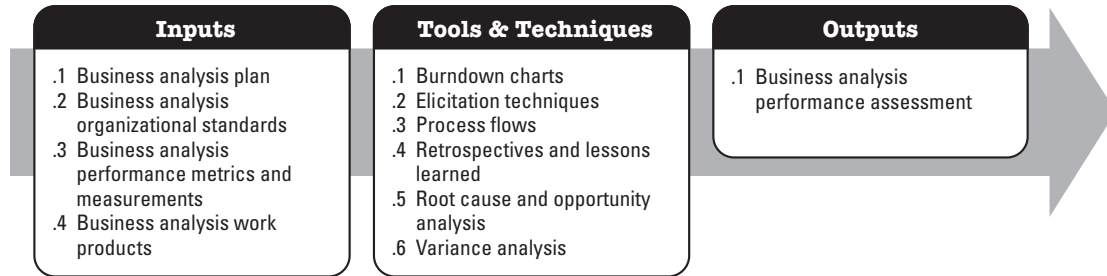 Inputs
.1 Business analysis plan
.2 Business analysis
organizational standards
.3 Business analysis
performance metrics and
measurements
.4 Business analysis work
products
Tools & Techniques
.1 Burndown charts
.2 Elicitation techniques
.3 Process flows
.4 Retrospectives and lessons
learned
.5 Root cause and opportunity
analysis
.6 Variance analysis
Outputs
.1 Business analysis
performance assessment